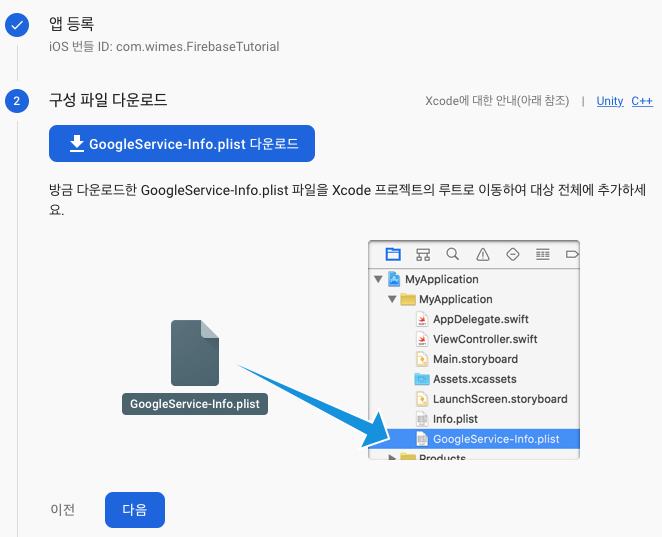 앱 등록
iOS 번들 ID: com.wimes.FirebaseTutorial
2
구성 파일 다운로드
Xcode에 대한 안내(아래 참조) | Unity C++
GoogleService-Info.plist 다운로드
방금 다운로드한 GoogleService-Info.plist 파일을 Xcode 프로젝트의 루트로 이동하여 대상 전체에 추가하세
요.
MyApplication
MyApplication
AppDelegate.swift
ViewController.swift
Main.storyboard
Assets.xcassets
LaunchScreen.storyboard
Info.plist
GoogleService-Info.plist
Products
GoogleService-Info.plist
이전
다음